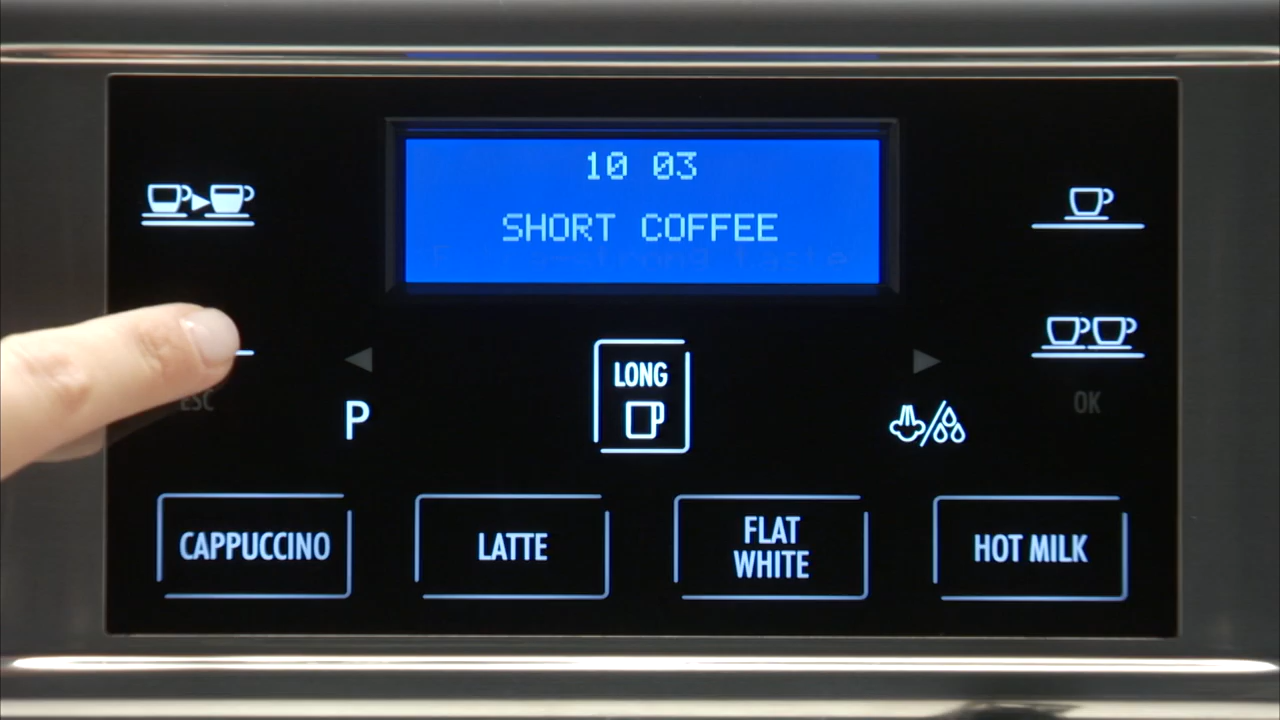 10 03
SHORT COFFEE
LONG
ESC
P
OK
CAPPUCCINO
LATTE
FLAT
WHITE
HOT MILK